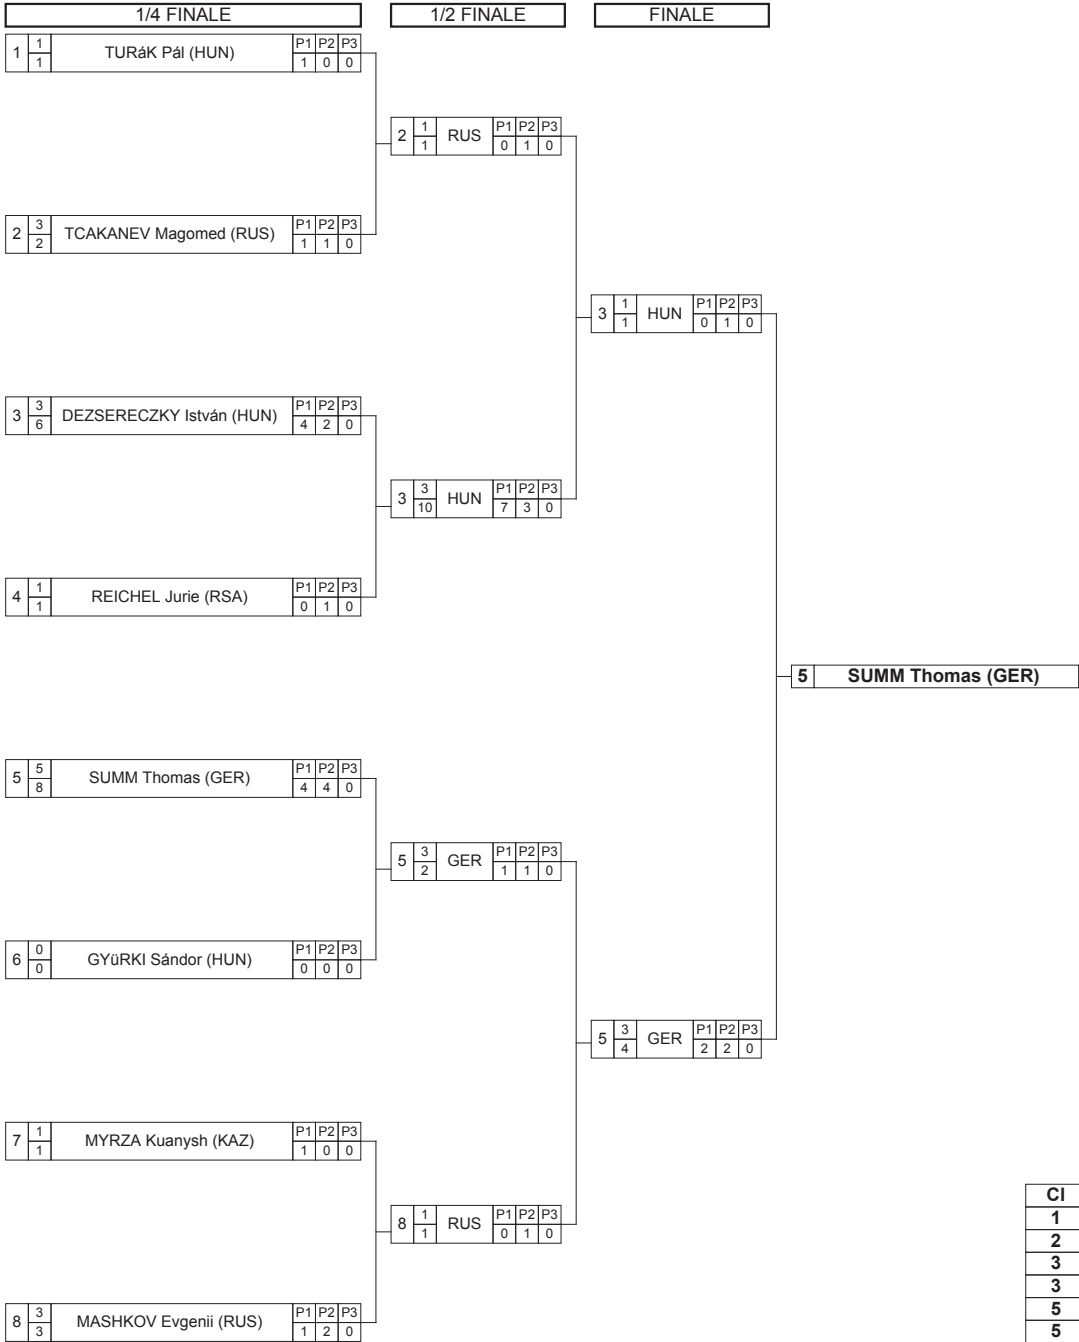 1/4 FINALE 1/2 FINALE FINALE
1 1 1 TURáK Pál (HUN) P1 P2 P3 1 0 0
2 1 1 RUS P1 P2 P3 0 1 0
2 3 2 TCAKANEV Magomed (RUS) P1 P2 P3 1 1 0
3 1 1 HUN P1 P2 P3 0 1 0
3 3 6 DEZSERECZKY István (HUN) P1 P2 P3 4 2 0
3 3 10 HUN P1 P2 P3 7 3 0
4 1 1 REICHEL Jurie (RSA) P1 P2 P3 0 1 0
5 SUMM Thomas (GER)
5 5 8 SUMM Thomas (GER) P1 P2 P3 4 4 0
5 3 2 GER P1 P2 P3 1 1 0
6 0 0 GYüRKI Sándor (HUN) P1 P2 P3 0 0 0
5 3 4 GER P1 P2 P3 2 2 0
7 1 1 MYRZA Kuanysh (KAZ) P1 P2 P3 1 0 0
8 1 1 RUS P1 P2 P3 0 1 0
8 3 3 MASHKOV Evgenii (RUS) P1 P2 P3 1 2 0
Cl
1
2
3
3
5
5